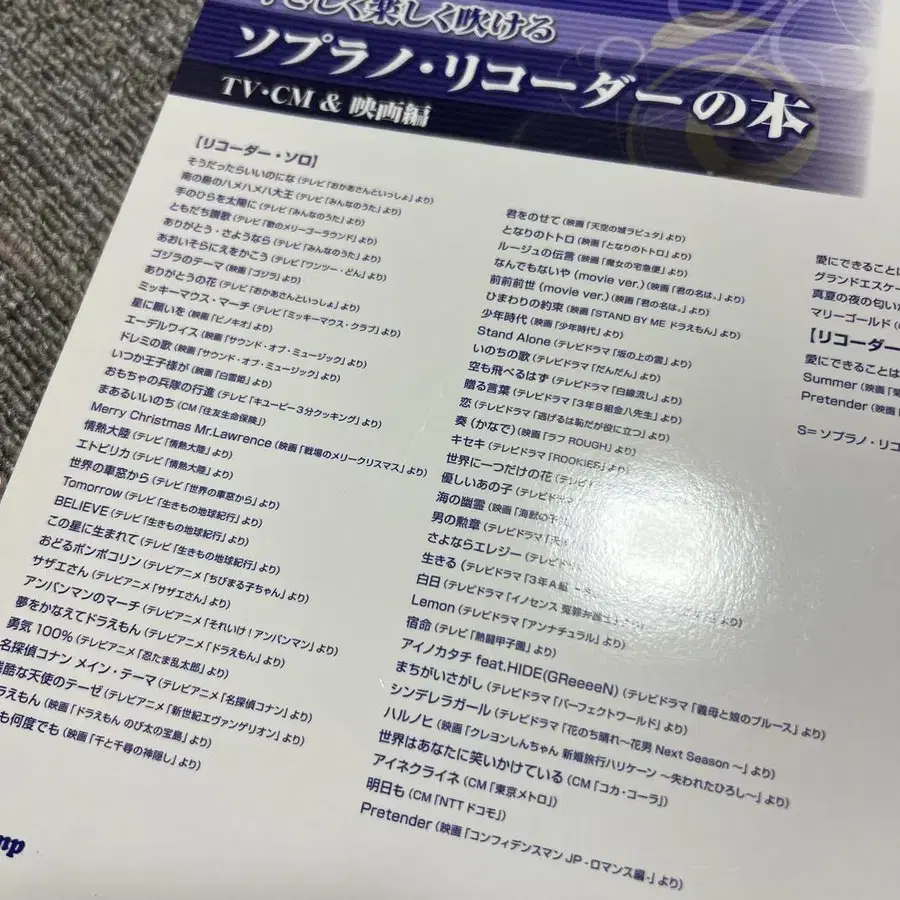 やさしく楽しく吹ける
ソプラノ・リコーダーの本
TV・CM & 映画編
【リコーダー・ソロ】
そうだったらいいのにな (テレビ「おかあさんといっしょ」より)
南の島のハメハメハ大王 (テレビ「みんなのうた」より)
手のひらを太陽に (テレビ「みんなのうた」より)
ともだち讃歌 (テレビ「歌のメリーゴーラウンド」より)
ありがとう・さようなら (テレビ「みんなのうた」より)
あおいそらにえをかこう (テレビ「ワンツー・どん」より)
ゴジラのテーマ (映画「ゴジラ」より)
ありがとうの花 (テレビ「おかあさんといっしょ」より)
ミッキーマウス・マーチ (テレビ「ミッキーマウス・クラブ」より)
星に願いを (映画「ピノキオ」より)
エーデルワイス (映画「サウンド・オブ・ミュージック」より)
ドレミの歌 (映画「サウンド・オブ・ミュージック」より)
いつか王子様が (映画「白雪姫」より)
おもちゃの兵隊の行進 (テレビ「キューピー3分クッキング」より)
まあるいいのち (CM「住友生命保険」)
Merry Christmas Mr.Lawrence (映画「戦場のメリークリスマス」より)
情熱大陸 (テレビ「情熱大陸」より)
エトピリカ (テレビ「情熱大陸」より)
世界の車窓から (テレビ「世界の車窓から」より)
Tomorrow (テレビ「生きもの地球紀行」より)
BELIEVE (テレビ「生きもの地球紀行」より)
この星に生まれて (テレビ「生きもの地球紀行」より)
おどるポンポコリン (テレビアニメ「ちびまる子ちゃん」より)
サザエさん (テレビアニメ「サザエさん」より)
アンパンマンのマーチ (テレビアニメ「それいけ!アンパンマン」より)
夢をかなえてドラえもん (テレビアニメ「ドラえもん」より)
勇気100% (テレビアニメ「忍たま乱太郎」より)
名探偵コナン メイン・テーマ (テレビアニメ「名探偵コナン」より)
残酷な天使のテーゼ (テレビアニメ「新世紀エヴァンゲリオン」より)
ラえもん (映画「ドラえもん のび太の宝島」より)
も何度でも (映画「千と千尋の神隠し」より)
君をのせて (映画「天空の城ラピュタ」より)
となりのトトロ (映画「となりのトトロ」より)
ルージュの伝言 (映画「魔女の宅急便」より)
なんでもないや (movie ver.) (映画「君の名は。」より)
前前前世 (movie ver.) (映画「君の名は。」より)
ひまわりの約束 (映画「STAND BY ME ドラえもん」より)
少年時代 (映画「少年時代」より)
Stand Alone (テレビドラマ「坂の上の雲」より)
いのちの歌 (テレビドラマ「だんだん」より)
空も飛べるはず (テレビドラマ「白線流し」より)
贈る言葉 (テレビドラマ「3年B組金八先生」より)
恋 (テレビドラマ「逃げるは恥だが役に立つ」より)
奏 (かなで) (映画「ラフ ROUGH」より)
キセキ (テレビドラマ「ROOKIES」より)
世界に一つだけの花 (テレビ
優しいあの子 (テレビドラマ
海の幽霊 (映画「海獣の
男の勲章 (テレビドラマ
さよならエレジー (テレビドラ
生きる (テレビドラマ「3年A組
白日 (テレビドラマ「イノセンス 冤罪弁護士」より)
Lemon (テレビドラマ「アンナチュラル」より)
宿命 (テレビ「熱闘甲子園」より)
アイノカタチ feat.HIDE(GReeeeN) (テレビドラマ「義母と娘のブルース」より)
まちがいさがし (テレビドラマ「パーフェクトワールド」より)
シンデレラガール (テレビドラマ「花のち晴れ〜花男 Next Season〜」より)
ハルノヒ (映画「クレヨンしんちゃん 新婚旅行ハリケーン 〜失われたひろし〜」より)
世界はあなたに笑いかけている (CM「コカ・コーラ」)
アイネクライネ (CM「東京メトロ」)
明日も (CM「NTTドコモ」)
Pretender (映画「コンフィデンスマンJP -ロマンス編-」より)
愛にできることは
グランドエスケー
真夏の夜の匂い
マリーゴールド
【リコーダー
愛にできることは
Summer (映画
Pretender (映画
S=ソプラノ・リコ